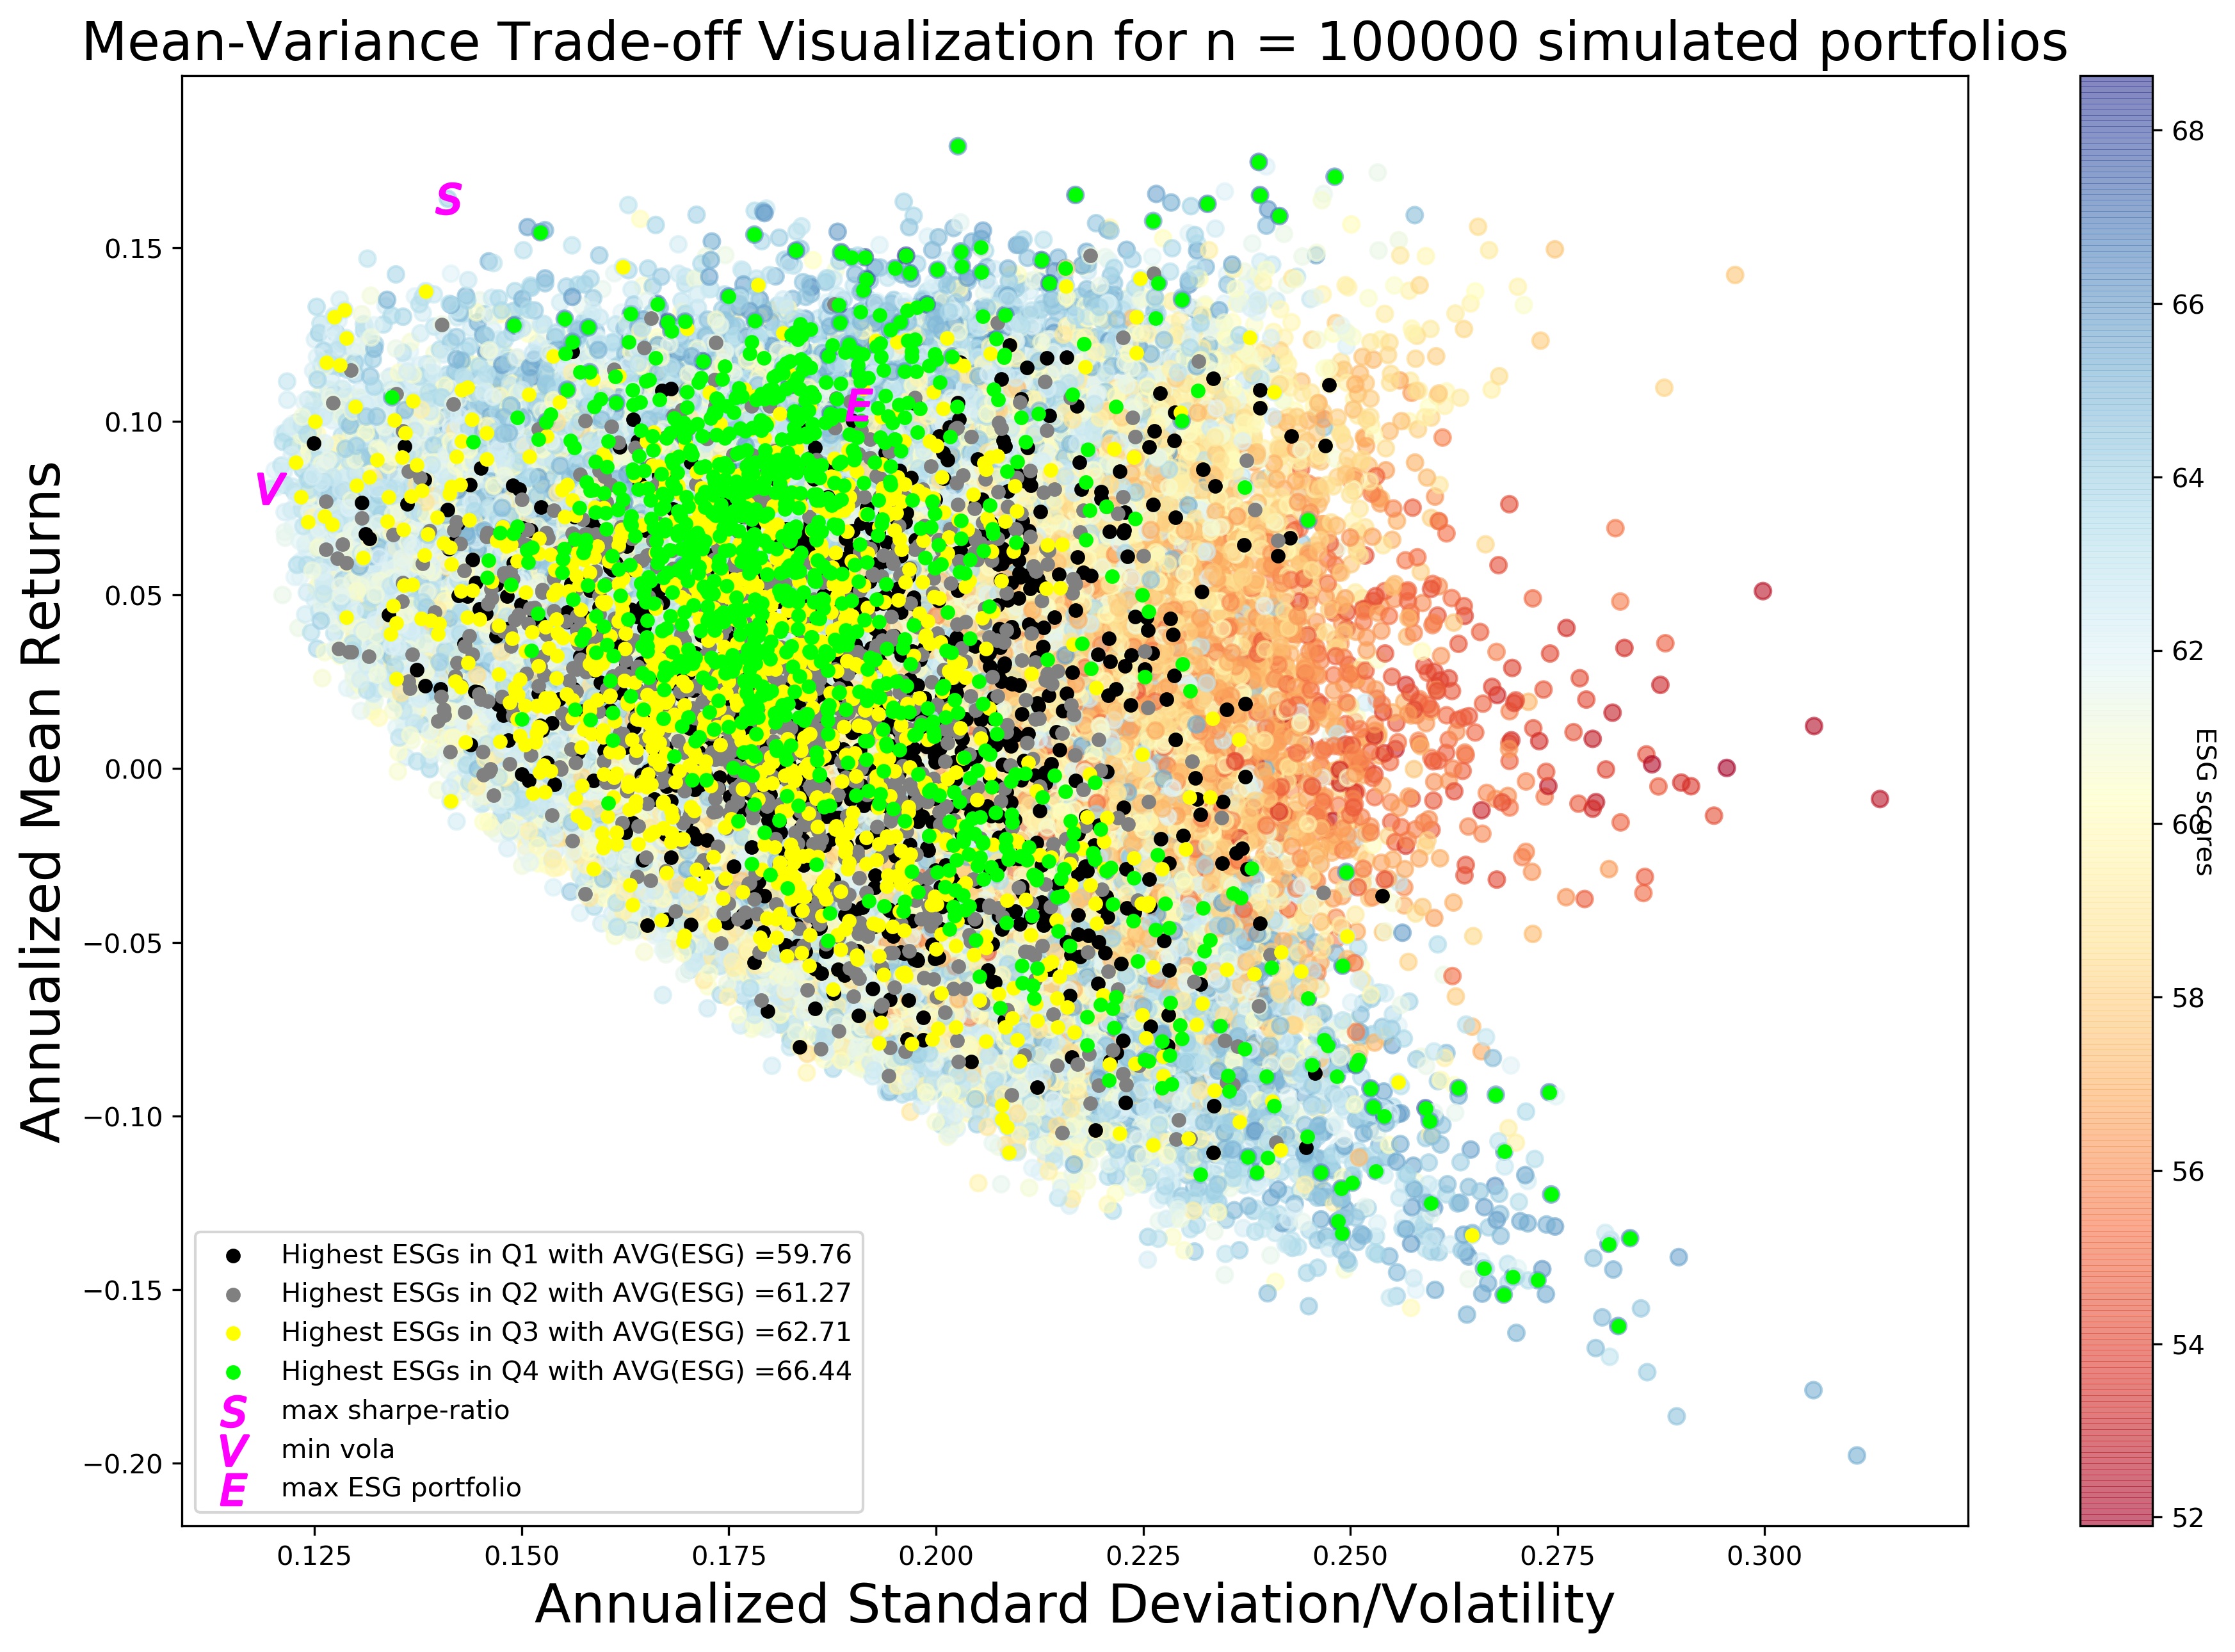 Mean-Variance Trade-off Visualization for n = 100000 simulated portfolios
Annualized Mean Returns
0.15
0.10
0.05
0.00
−0.05
−0.10
−0.15
−0.20
S
E
V
Highest ESGs in Q1 with AVG(ESG) =59.76
Highest ESGs in Q2 with AVG(ESG) =61.27
Highest ESGs in Q3 with AVG(ESG) =62.71
Highest ESGs in Q4 with AVG(ESG) =66.44
S max sharpe-ratio
V min vola
E max ESG portfolio
0.125 0.150 0.175 0.200 0.225 0.250 0.275 0.300
Annualized Standard Deviation/Volatility
68
66
64
62
60
58
56
54
52
ESG scores